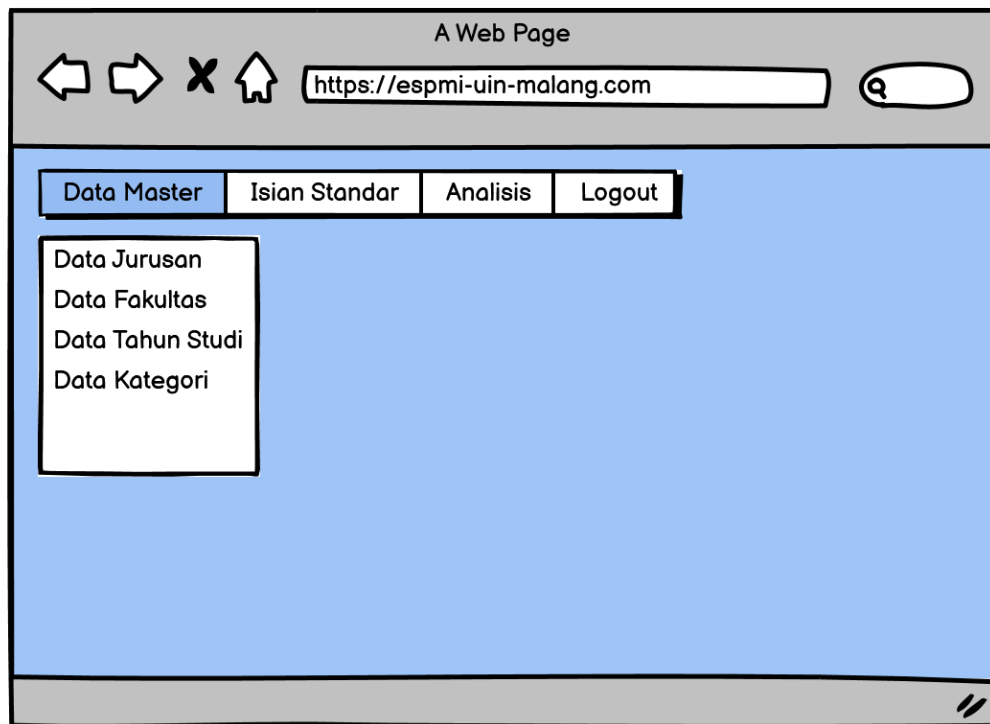 A Web Page
https://espmi-uin-malang.com
Data Master Isian Standar Analisis Logout
Data Jurusan
Data Fakultas
Data Tahun Studi
Data Kategori